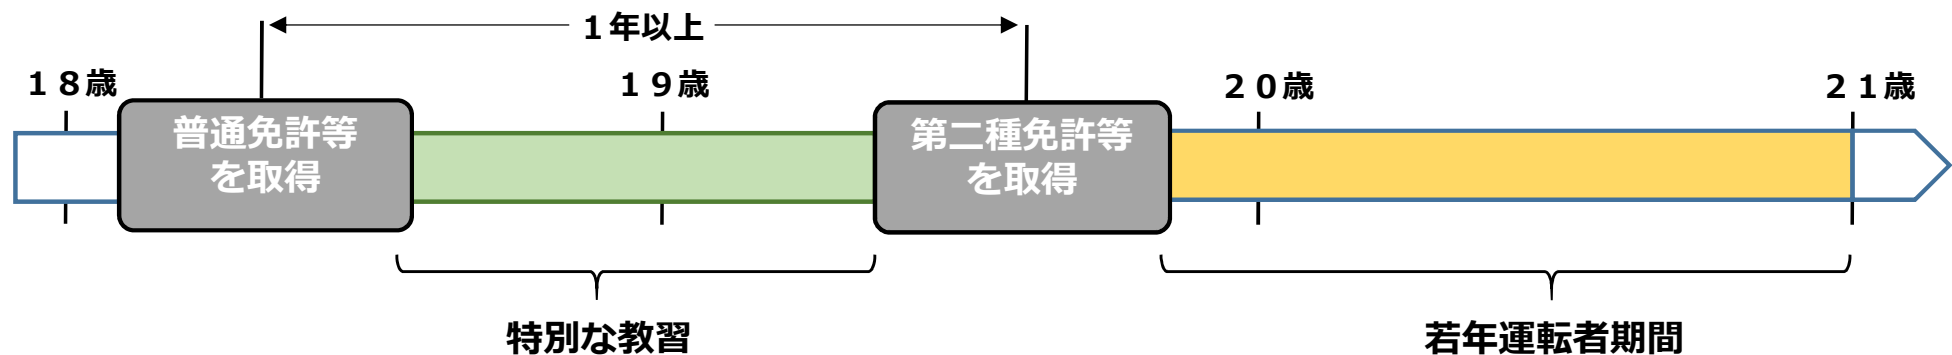 １年以上
１８歳
１９歳
２０歳
２１歳
普通免許等
を取得
第二種免許等
を取得
特別な教習
若年運転者期間